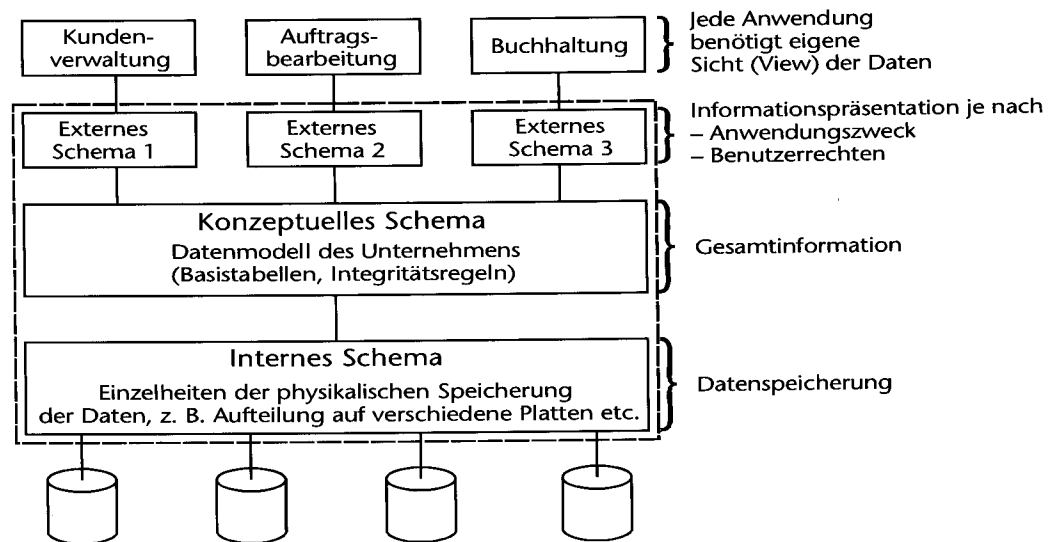 Kunden-
verwaltung
Auftrags-
bearbeitung
Buchhaltung
Jede Anwendung
benötigt eigene
Sicht (View) der Daten
Externes
Schema 1
Externes
Schema 2
Externes
Schema 3
Informationspräsentation je nach
– Anwendungszweck
– Benutzerrechten
Konzeptuelles Schema
Datenmodell des Unternehmens
(Basistabellen, Integritätsregeln)
Gesamtinformation
Internes Schema
Einzelheiten der physikalischen Speicherung
der Daten, z. B. Aufteilung auf verschiedene Platten etc.
Datenspeicherung